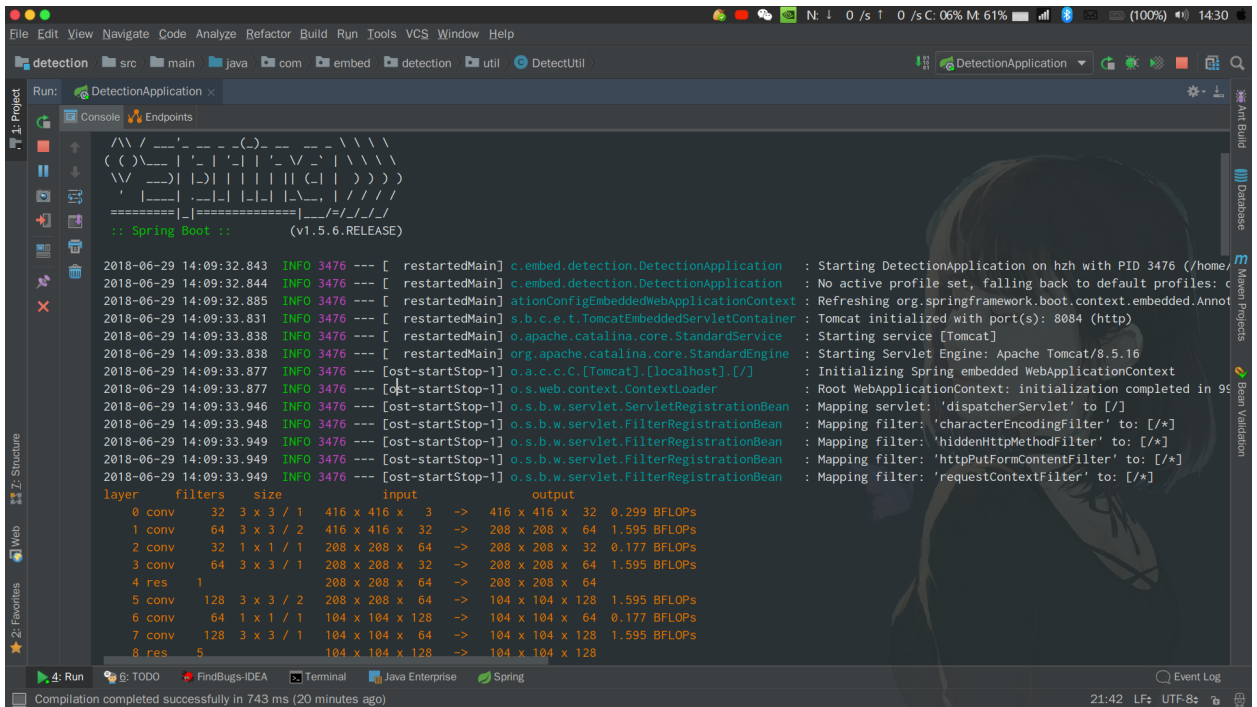 N: ↓ 0 /s ↑ 0 /s C: 06% M: 61% (100%) 14:30
File Edit View Navigate Code Analyze Refactor Build Run Tools VCS Window Help
detection src main java com embed detection util DetectUtil DetectionApplication
Run: DetectionApplication
Console Endpoints
1: Project
Ant Build
Database
Maven Projects
Bean Validation
7: Structure
Web
2: Favorites
:: Spring Boot :: (v1.5.6.RELEASE)
2018-06-29 14:09:32.843 INFO 3476 --- [ restartedMain] c.embed.detection.DetectionApplication : Starting DetectionApplication on hzh with PID 3476 (/home/
2018-06-29 14:09:32.844 INFO 3476 --- [ restartedMain] c.embed.detection.DetectionApplication : No active profile set, falling back to default profiles: d
2018-06-29 14:09:32.885 INFO 3476 --- [ restartedMain] ationConfigEmbeddedWebApplicationContext : Refreshing org.springframework.boot.context.embedded.Annot
2018-06-29 14:09:33.831 INFO 3476 --- [ restartedMain] s.b.c.e.t.TomcatEmbeddedServletContainer : Tomcat initialized with port(s): 8084 (http)
2018-06-29 14:09:33.838 INFO 3476 --- [ restartedMain] o.apache.catalina.core.StandardService : Starting service [Tomcat]
2018-06-29 14:09:33.838 INFO 3476 --- [ restartedMain] org.apache.catalina.core.StandardEngine : Starting Servlet Engine: Apache Tomcat/8.5.16
2018-06-29 14:09:33.877 INFO 3476 --- [ost-startStop-1] o.a.c.c.C.[Tomcat].[localhost].[/] : Initializing Spring embedded WebApplicationContext
2018-06-29 14:09:33.877 INFO 3476 --- [ost-startStop-1] o.s.web.context.ContextLoader : Root WebApplicationContext: initialization completed in 99
2018-06-29 14:09:33.946 INFO 3476 --- [ost-startStop-1] o.s.b.w.servlet.ServletRegistrationBean : Mapping servlet: 'dispatcherServlet' to [/]
2018-06-29 14:09:33.948 INFO 3476 --- [ost-startStop-1] o.s.b.w.servlet.FilterRegistrationBean : Mapping filter: 'characterEncodingFilter' to: [/*]
2018-06-29 14:09:33.949 INFO 3476 --- [ost-startStop-1] o.s.b.w.servlet.FilterRegistrationBean : Mapping filter: 'hiddenHttpMethodFilter' to: [/*]
2018-06-29 14:09:33.949 INFO 3476 --- [ost-startStop-1] o.s.b.w.servlet.FilterRegistrationBean : Mapping filter: 'httpPutFormContentFilter' to: [/*]
2018-06-29 14:09:33.949 INFO 3476 --- [ost-startStop-1] o.s.b.w.servlet.FilterRegistrationBean : Mapping filter: 'requestContextFilter' to: [/*]
layer filters size input output
0 conv 32 3 x 3 / 1 416 x 416 x 3 -> 416 x 416 x 32 0.299 BFLOPs
1 conv 64 3 x 3 / 2 416 x 416 x 32 -> 208 x 208 x 64 1.595 BFLOPs
2 conv 32 1 x 1 / 1 208 x 208 x 64 -> 208 x 208 x 32 0.177 BFLOPs
3 conv 64 3 x 3 / 1 208 x 208 x 32 -> 208 x 208 x 64 1.595 BFLOPs
4 res 1 208 x 208 x 64 -> 208 x 208 x 64
5 conv 128 3 x 3 / 2 208 x 208 x 64 -> 104 x 104 x 128 1.595 BFLOPs
6 conv 64 1 x 1 / 1 104 x 104 x 128 -> 104 x 104 x 64 0.177 BFLOPs
7 conv 128 3 x 3 / 1 104 x 104 x 64 -> 104 x 104 x 128 1.595 BFLOPs
8 res 5 104 x 104 x 128 -> 104 x 104 x 128
4: Run 6: TODO FindBugs-IDEA Terminal Java Enterprise Spring Event Log
Compilation completed successfully in 743 ms (20 minutes ago) 21:42 LF UTF-8